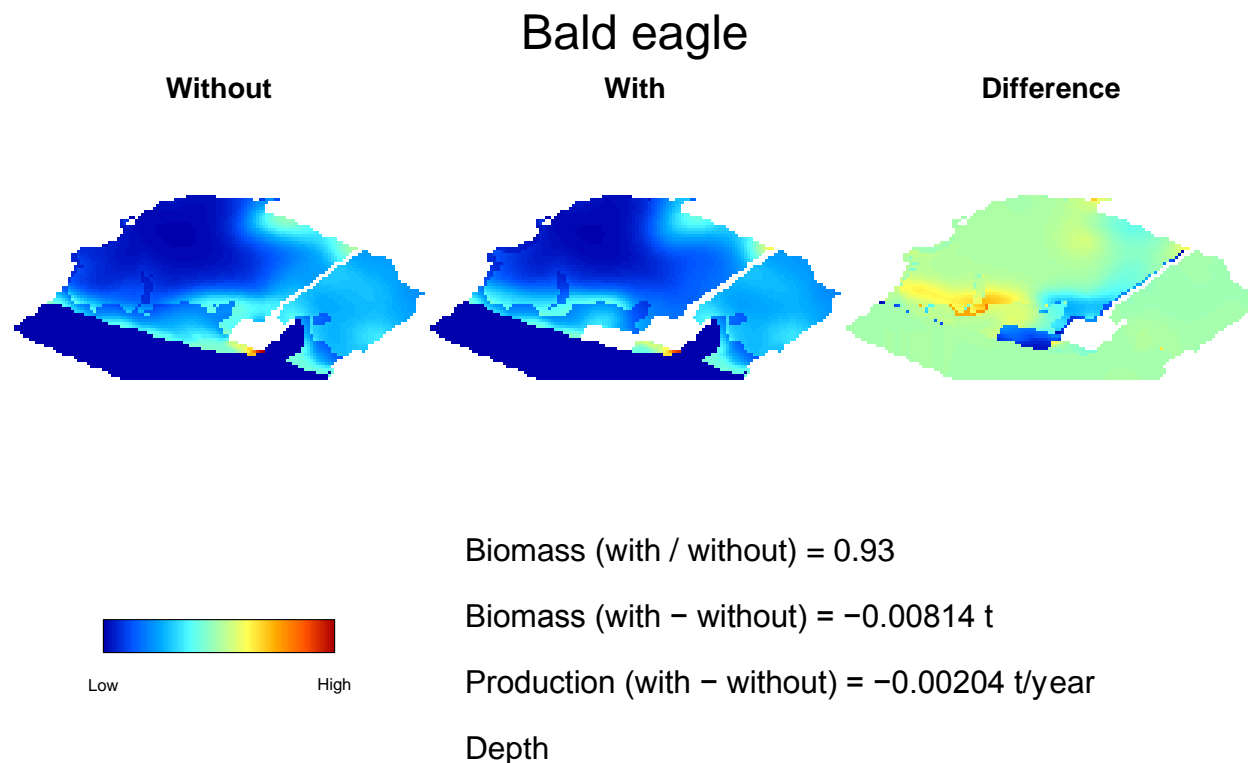 Bald eagle
Without
With
Difference
Biomass (with / without) = 0.93
Biomass (with − without) = −0.00814 t
Low
High
Production (with − without) = −0.00204 t/year
Depth